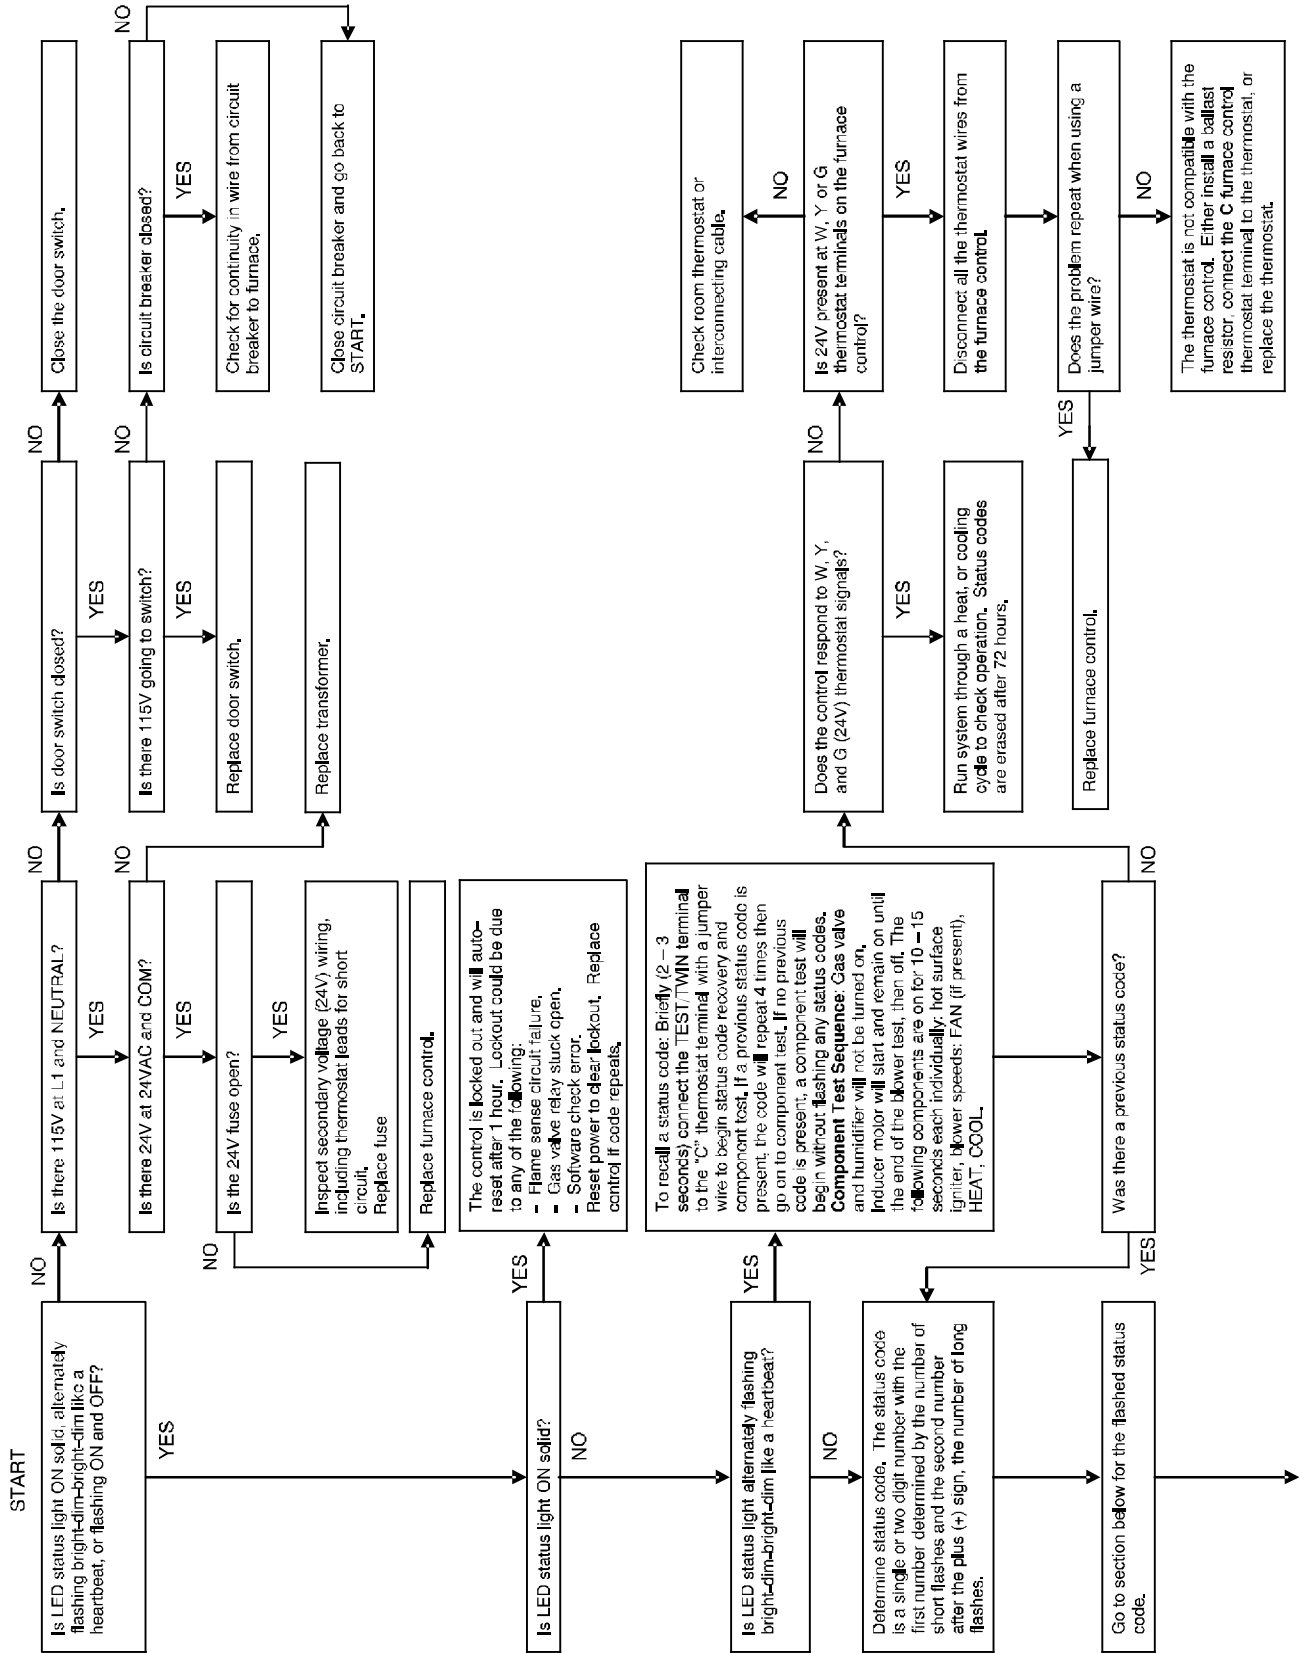 START
Is LED status light ON solid, alternately
flashing bright-dim-bright-dim like a
heartbeat, or flashing ON and OFF?
NO
YES
Is there 115V at L1 and NEUTRAL?
NO
YES
Is door switch closed?
NO
YES
Close the door switch.
Is there 24V at 24VAC and COM?
NO
YES
Is there 115V going to switch?
NO
YES
Is circuit breaker closed?
NO
YES
Is the 24V fuse open?
NO
YES
Replace door switch.
Check for continuity in wire from circuit
breaker to furnace.
Inspect secondary voltage (24V) wiring,
including thermostat leads for short
circuit.
Replace fuse
Replace transformer.
Close circuit breaker and go back to
START.
Replace furnace control.
Is LED status light ON solid?
YES
NO
The control is locked out and will auto–
reset after 1 hour. Lockout could be due
to any of the following:
– Flame sense circuit failure.
– Gas valve relay stuck open.
– Software check error.
Reset power to clear lockout. Replace
control if code repeats.
Is LED status light alternately flashing
bright–dim–bright–dim like a heartbeat?
YES
NO
To recall a status code: Briefly (2 – 3
seconds) connect the TEST/TWIN terminal
to the "C" thermostat terminal with a jumper
wire to begin status code recovery and
component tost. If a previous status code is
present, the code will repeat 4 times then
go on to component test. If no previous
code is present, a component test will
begin without flashing any status codes.
Component Test Sequence: Gas valve
and humidifier will not be turned on.
Inducer motor will start and remain on until
the end of the blower test, then off. The
following components are on for 10 – 15
seconds each individually: hot surface
igniter, blower speeds: FAN (if present),
HEAT, COOL.
Determine status code. The status code
is a single or two digit number with the
first number determined by the number of
short flashes and the second number
after the plus (+) sign, the number of long
flashes.
Was there a previous status code?
YES
NO
Go to section below for the flashed status
code.
Does the control respond to W, Y,
and G (24V) thermostat signals?
NO
YES
Run system through a heat, or cooling
cycle to check operation. Status codes
are erased after 72 hours.
Check room thermostat or
interconnecting cable.
NO
Is 24V present at W, Y or G
thermostat terminals on the furnace
control?
YES
Disconnect all the thermostat wires from
the furnace control.
Does the problem repeat when using a
jumper wire?
YES
NO
Replace furnace control.
The thermostat is not compatible with the
furnace control. Either install a ballast
resistor, connect the C furnace control
thermostat terminal to the thermostal, or
replace the thermostat.